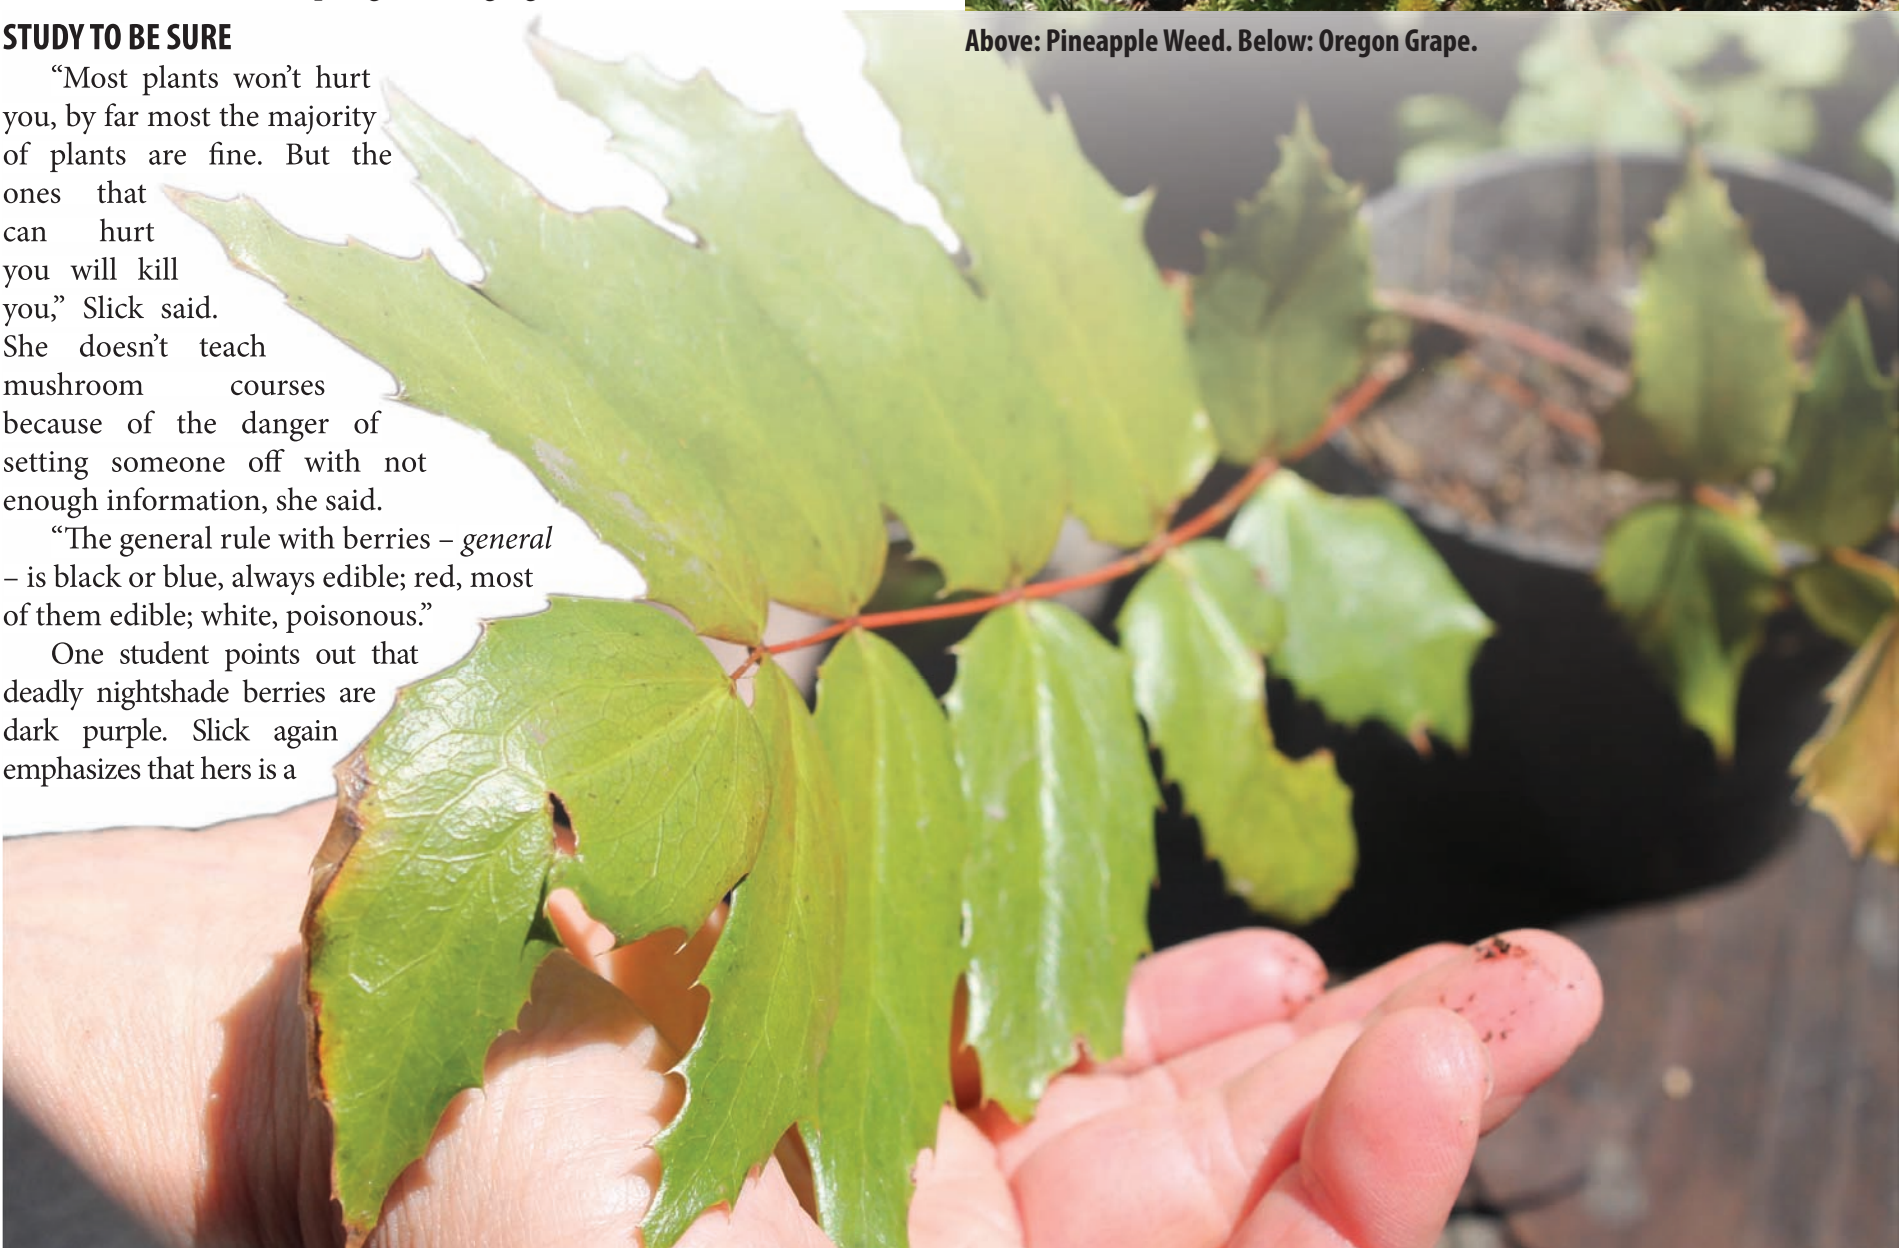 STUDY TO BE SURE
“Most plants won’t hurt
you, by far most the majority
of plants are fine. But the
ones that
can hurt
you will kill
you,” Slick said.
She doesn’t teach
mushroom courses
because of the danger of
setting someone off with not
enough information, she said.
“The general rule with berries – general
– is black or blue, always edible; red, most
of them edible; white, poisonous.”
One student points out that
deadly nightshade berries are
dark purple. Slick again
emphasizes that hers is a
Above: Pineapple Weed. Below: Oregon Grape.